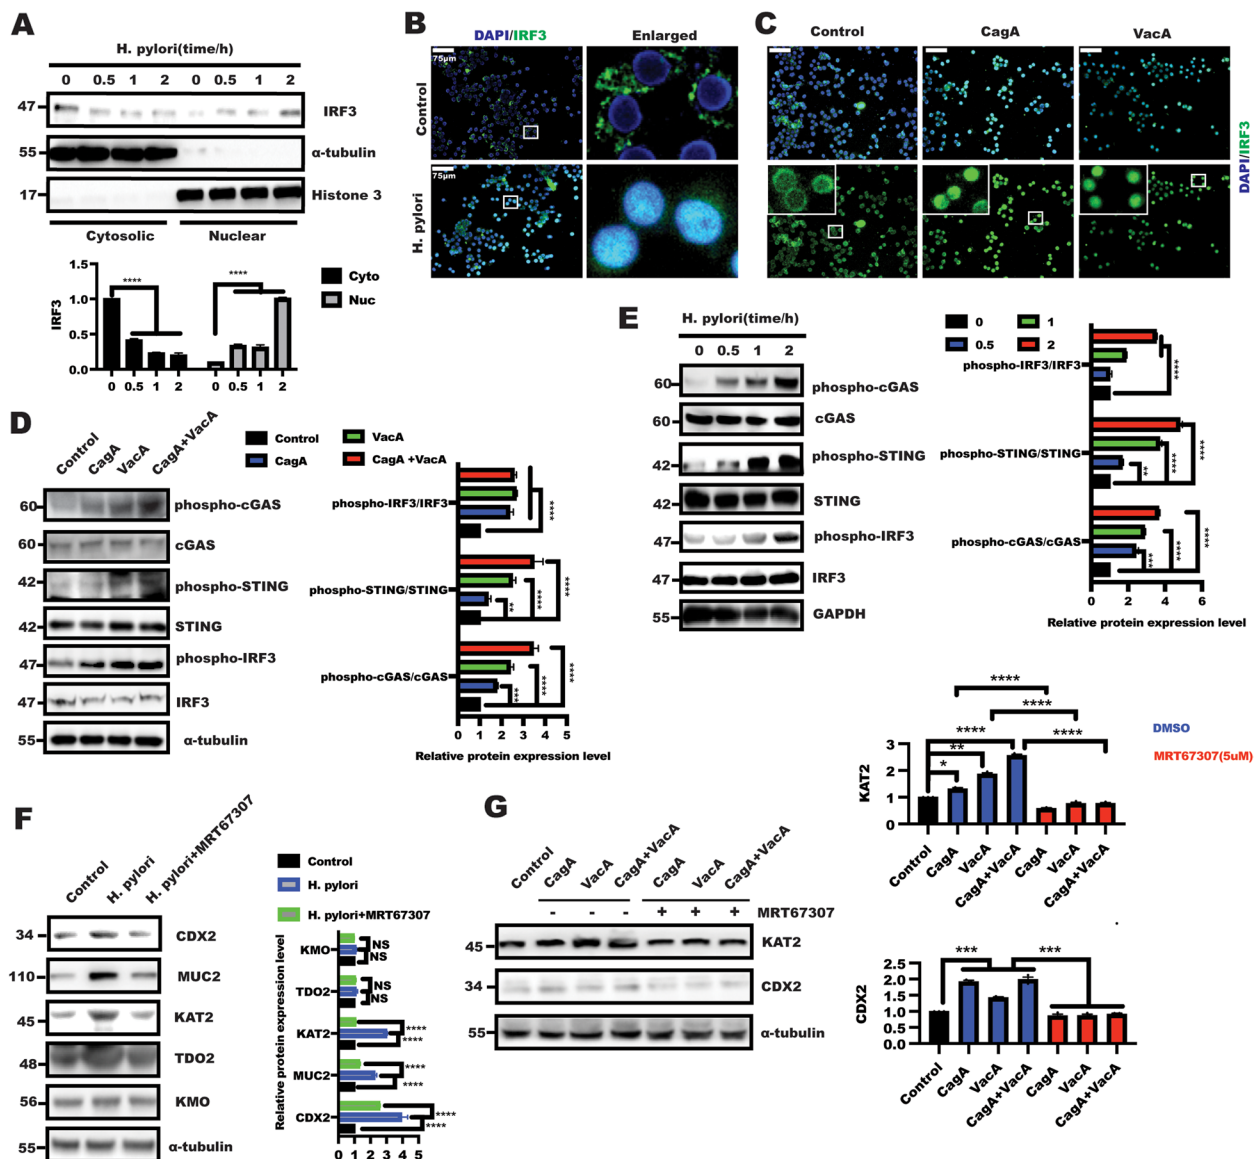 A
H. pylori(time/h)
0 0.5 1 2 0 0.5 1 2
47 IRF3
55 α-tubulin
17 Histone 3
Cytosolic Nuclear
1.5
1.0
0.5
0.0
IRF3
**** ****
0 0.5 1 2 0 0.5 1 2
Cyto
Nuc
B
DAPI/IRF3 Enlarged
75μm
Control
75μm
H. pylori
C
Control CagA VacA
DAPI/IRF3
D
Control CagA VacA CagA+VacA
60 phospho-cGAS
60 cGAS
42 phospho-STING
42 STING
47 phospho-IRF3
47 IRF3
55 α-tubulin
Control VacA
CagA CagA +VacA
phospho-IRF3/IRF3
****
phospho-STING/STING
** **** ****
phospho-cGAS/cGAS
*** **** ****
0 1 2 3 4 5
Relative protein expression level
E
H. pylori(time/h)
0 0.5 1 2
60 phospho-cGAS
60 cGAS
42 phospho-STING
42 STING
47 phospho-IRF3
47 IRF3
55 GAPDH
0 1
0.5 2
phospho-IRF3/IRF3
****
phospho-STING/STING
** **** ****
phospho-cGAS/cGAS
*** **** ****
0 2 4 6
Relative protein expression level
F
Control H. pylori H. pylori+MRT67307
34 CDX2
110 MUC2
45 KAT2
48 TDO2
56 KMO
55 α-tubulin
Control
H. pylori
H. pylori+MRT67307
Relative protein expression level
KMO NS NS
TDO2 NS NS
KAT2 **** ****
MUC2 **** ****
CDX2 **** ****
0 1 2 3 4 5
G
Control CagA VacA CagA+VacA CagA VacA CagA+VacA
- - - + + + MRT67307
45 KAT2
34 CDX2
55 α-tubulin
****
****
**** ****
**
*
KAT2
3
2
1
0
Control CagA VacA CagA+VacA CagA VacA CagA+VacA
DMSO
MRT67307(5uM)
*** ***
CDX2
2.5
2.0
1.5
1.0
0.5
0.0
Control CagA VacA CagA+VacA CagA VacA CagA+VacA